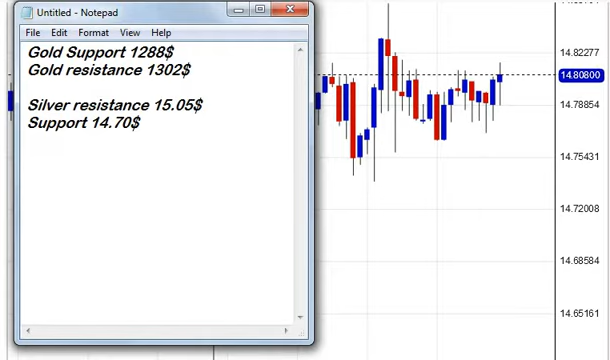 Untitled - Notepad
File Edit Format View Help
Gold Support 1288$
Gold resistance 1302$
Silver resistance 15.05$
Support 14.70$
14.82277
14.80800
14.78854
14.75431
14.72008
14.68584
14.65161